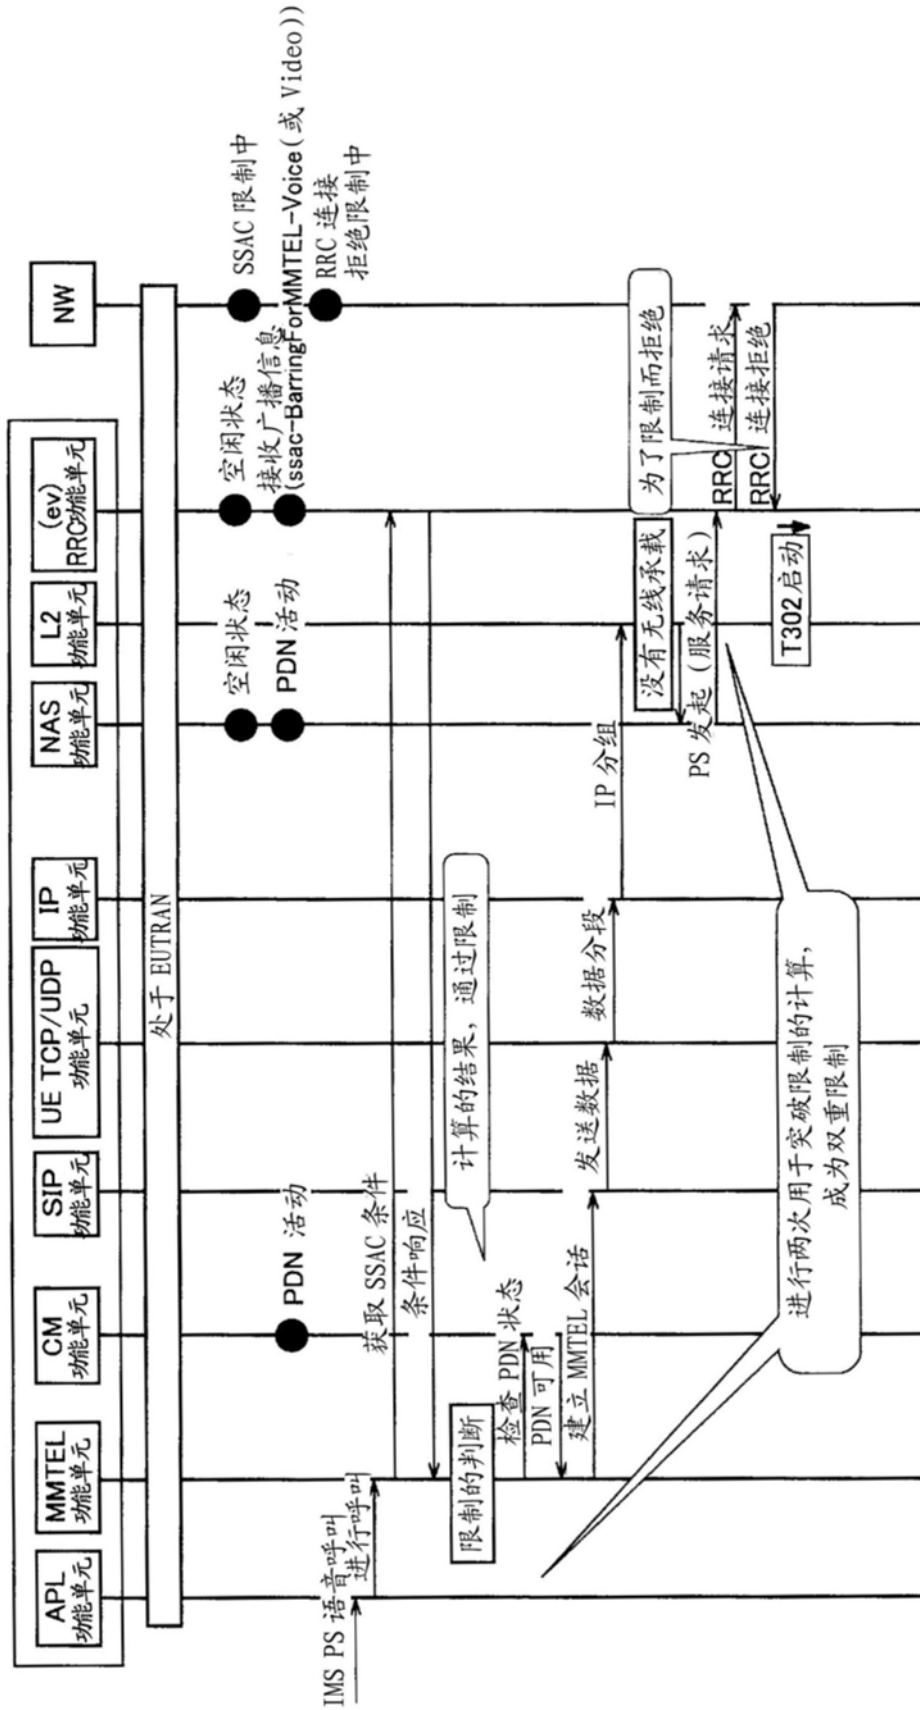 APL
功能单元
MMTEL
功能单元
CM
功能单元
SIP
功能单元
UE TCP/UDP
功能单元
IP
功能单元
NAS
功能单元
L2
功能单元
(ev)
RRC功能单元
NW
处于 EUTRAN
空闲状态
空闲状态
SSAC 限制中
PDN 活动
PDN 活动
接收广播信息
(ssac-BarringForMMTEL-Voice(或 Video))
RRC 连接
拒绝限制中
IMS PS 语音呼叫
进行呼叫
获取 SSAC 条件
条件响应
限制的判断
计算的结果，通过限制
检查 PDN 状态
PDN 可用
建立 MMTEL 会话
发送数据
数据分段
IP 分组
没有无线承载
为了限制而拒绝
PS 发起 (服务请求)
RRC 连接请求
RRC 连接拒绝
T302 启动
进行两次用于突破限制的计算，
成为双重限制